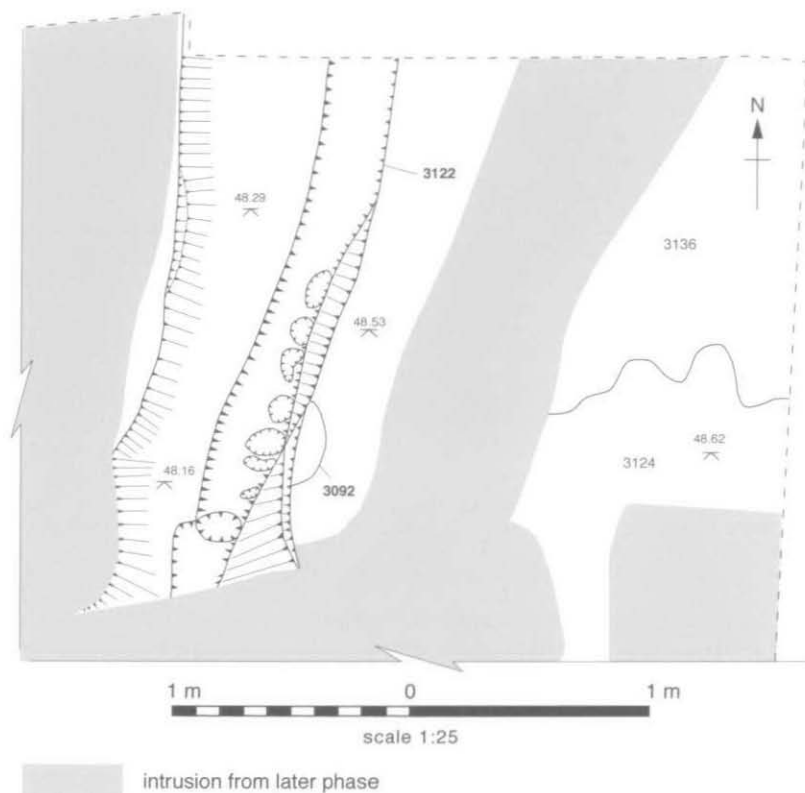 N
3122
48.29
3136
48.53
3124
48.62
48.16
3092
1 m 0 1 m
scale 1:25
intrusion from later phase